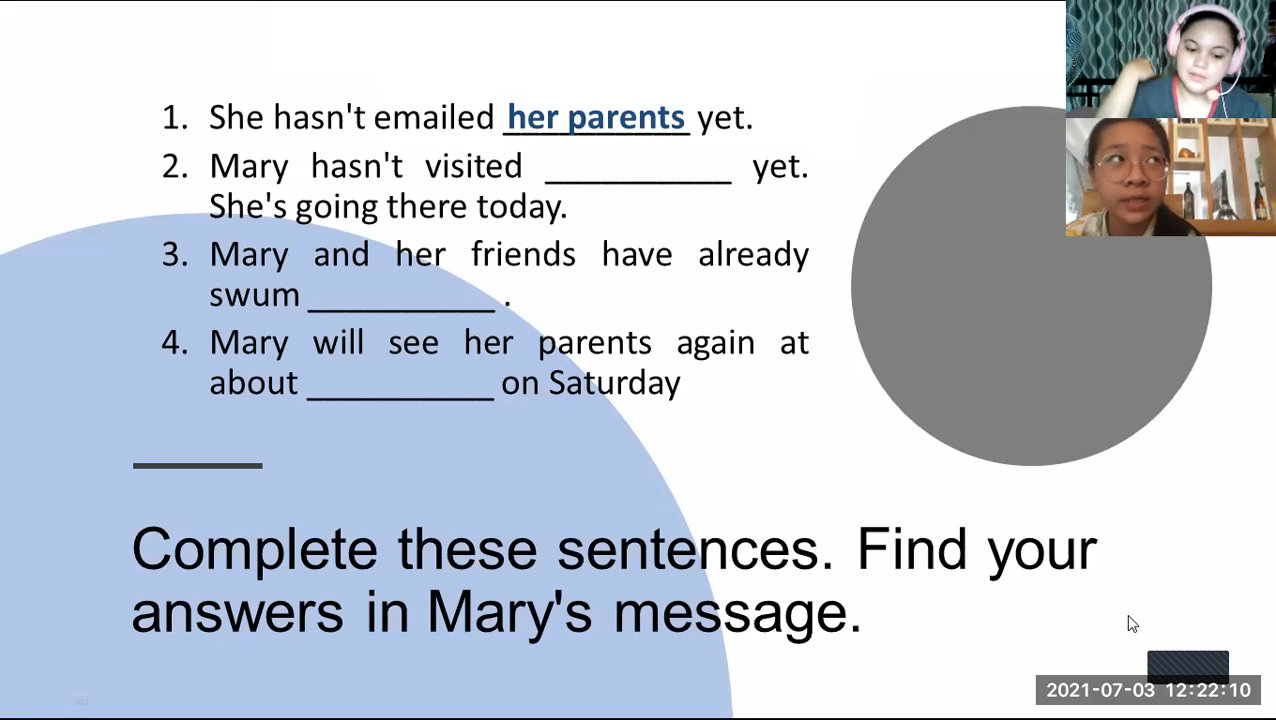 1. She hasn't emailed her parents yet.
2. Mary hasn't visited __________ yet.
She's going there today.
3. Mary and her friends have already
swum __________ .
4. Mary will see her parents again at
about __________ on Saturday
Complete these sentences. Find your
answers in Mary's message.
2021-07-03 12:22:10